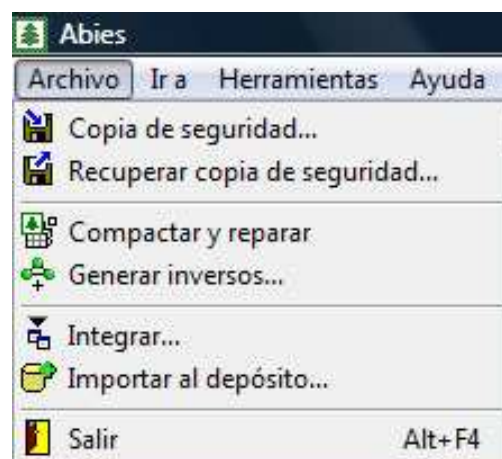 Abies
Archivo Ir a Herramientas Ayuda
Copia de seguridad...
Recuperar copia de seguridad...
Compactar y reparar
Generar inversos...
Integrar...
Importar al depósito...
Salir Alt+F4